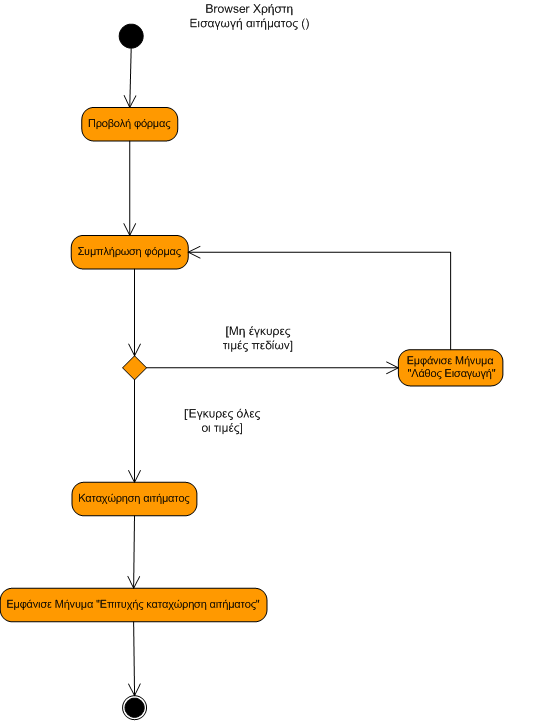 Browser Χρήστη
Εισαγωγή αιτήματος ()
Προβολή φόρμας
Συμπλήρωση φόρμας
[Μη έγκυρες
τιμές πεδίων]
Εμφάνισε Μήνυμα
"Λάθος Εισαγωγή"
[Έγκυρες όλες
οι τιμές]
Καταχώρηση αιτήματος
Εμφάνισε Μήνυμα "Επιτυχής καταχώρηση αιτήματος"